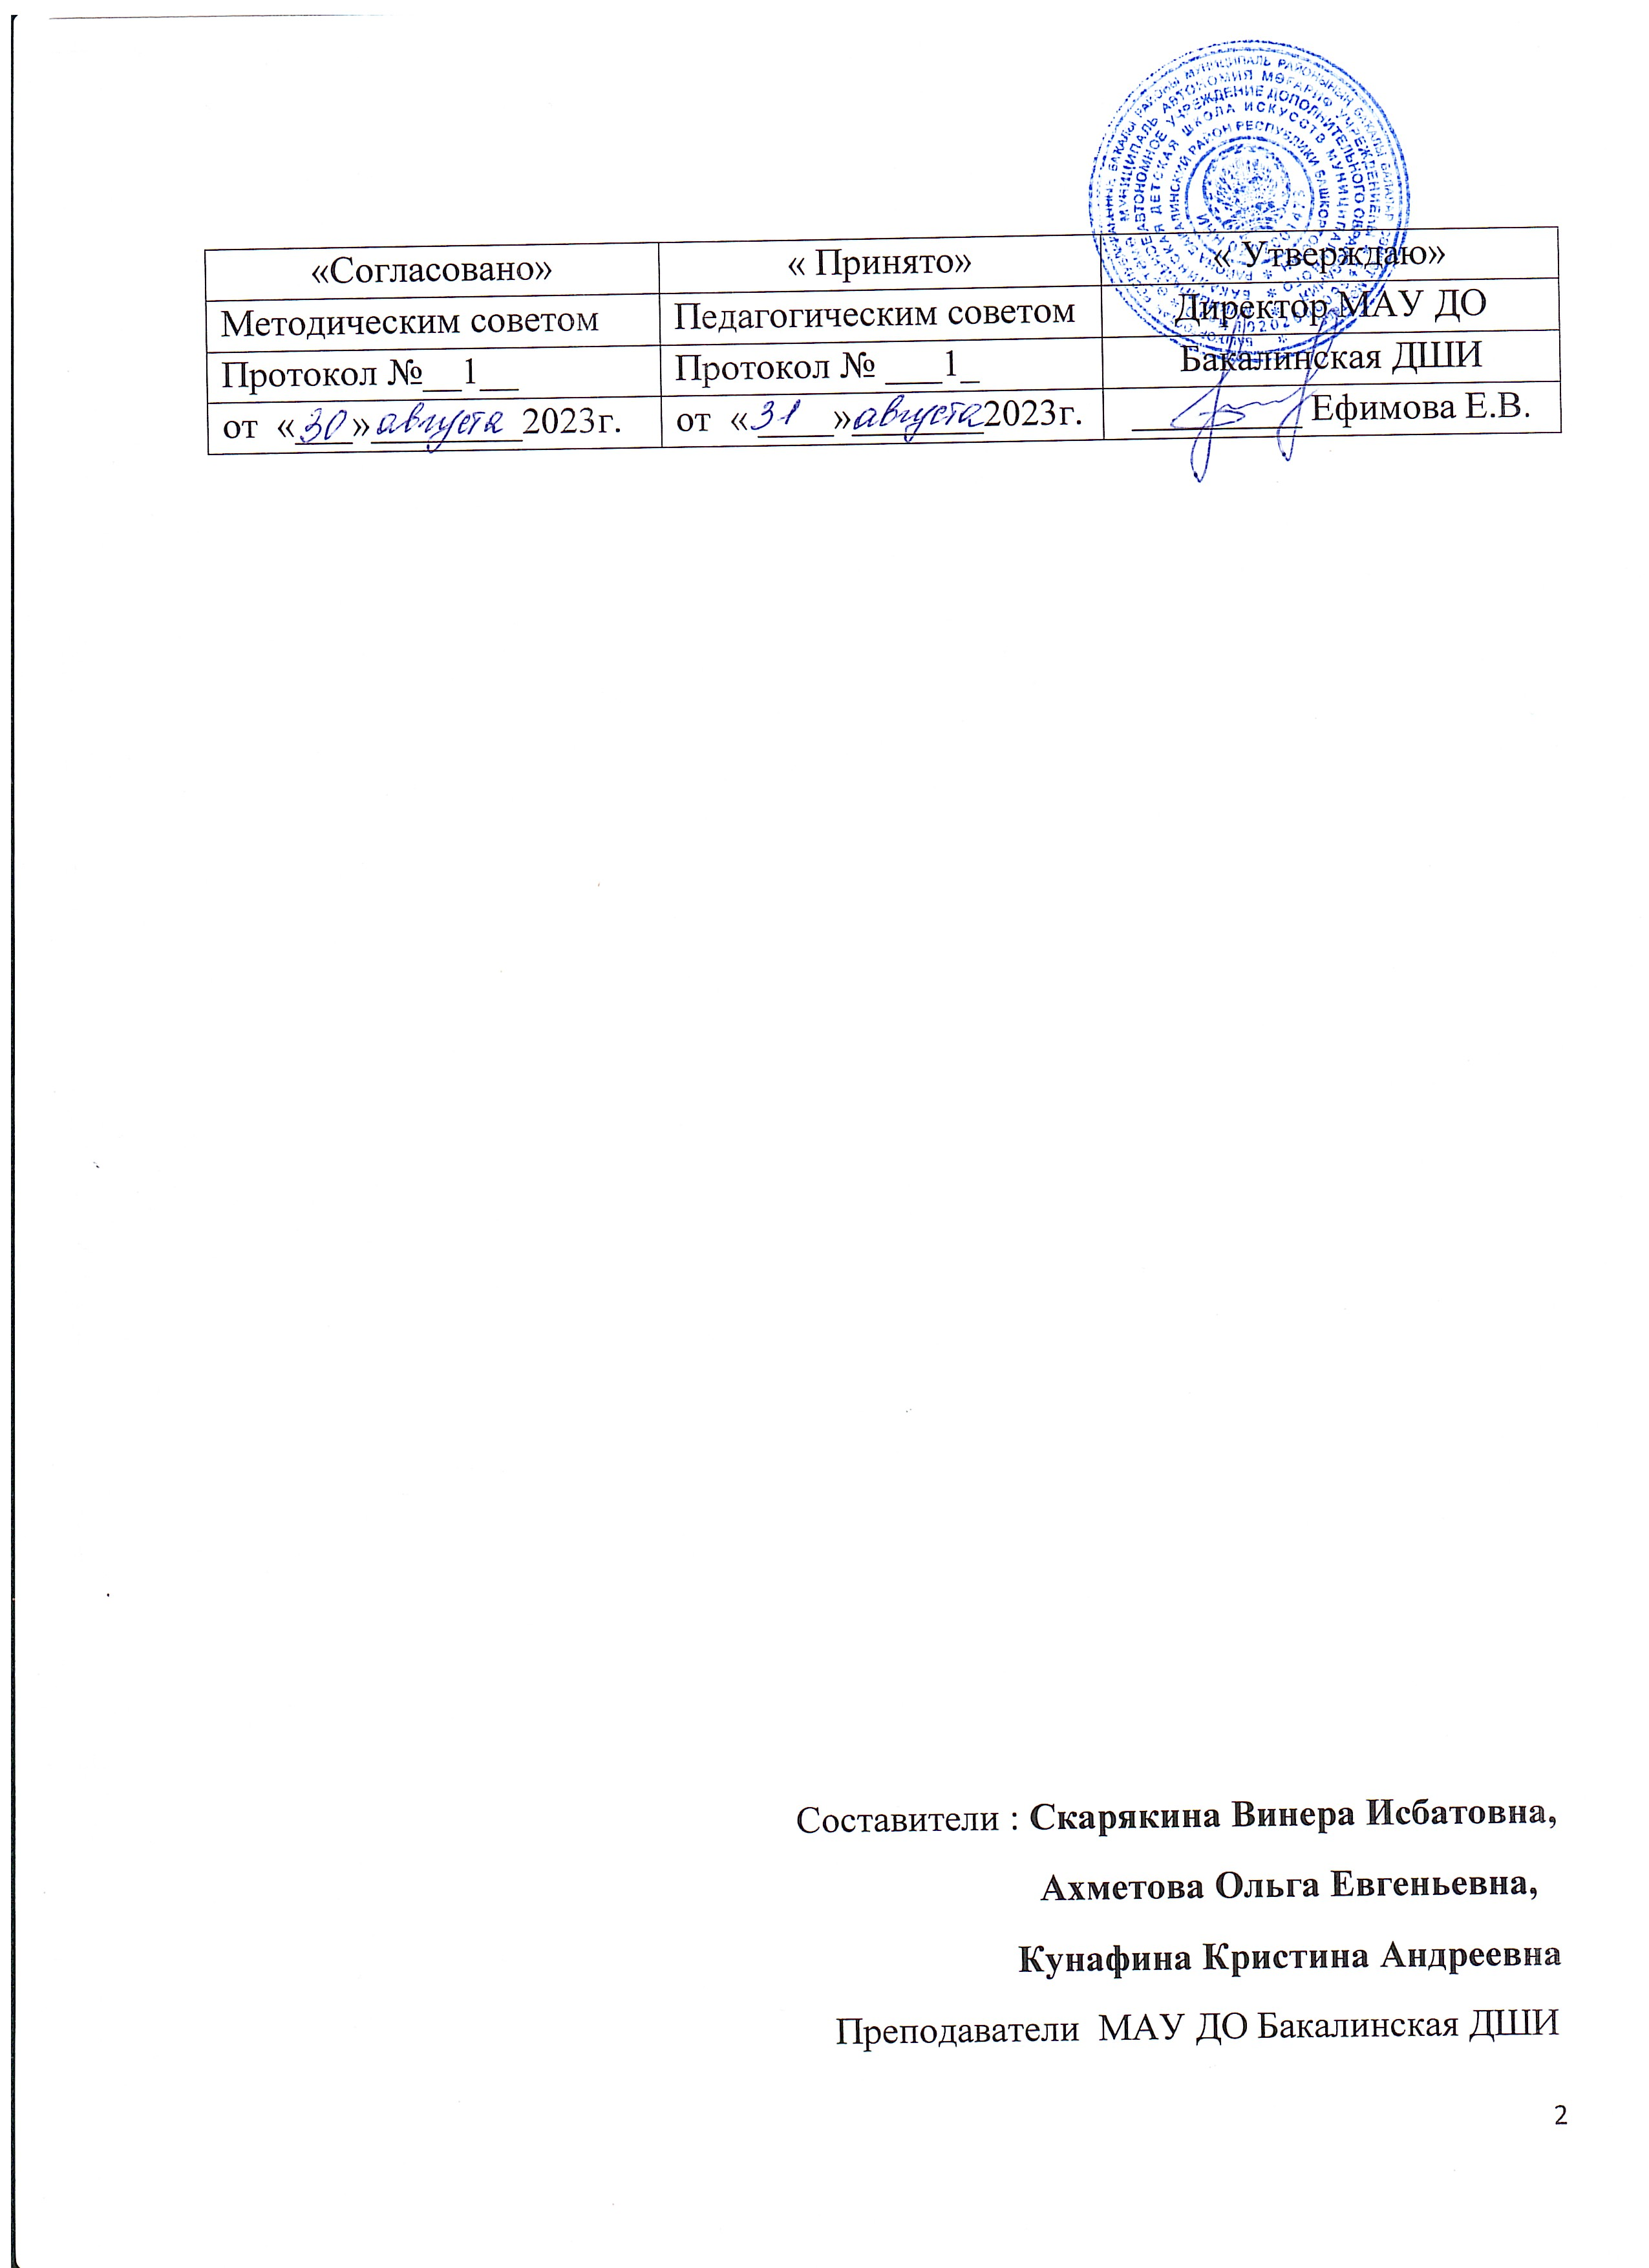 «Согласовано» « Принято» « Утверждаю»
Методическим советом Педагогическим советом Директор МАУ ДО
Протокол №__1__ Протокол № ___1_ Бакалинская ДШИ
от «30» августа 2023г. от «31» августа 2023г. _________ Ефимова Е.В.
Составители : Скарякина Винера Исбатовна,
Ахметова Ольга Евгеньевна,
Кунафина Кристина Андреевна
Преподаватели МАУ ДО Бакалинская ДШИ
2